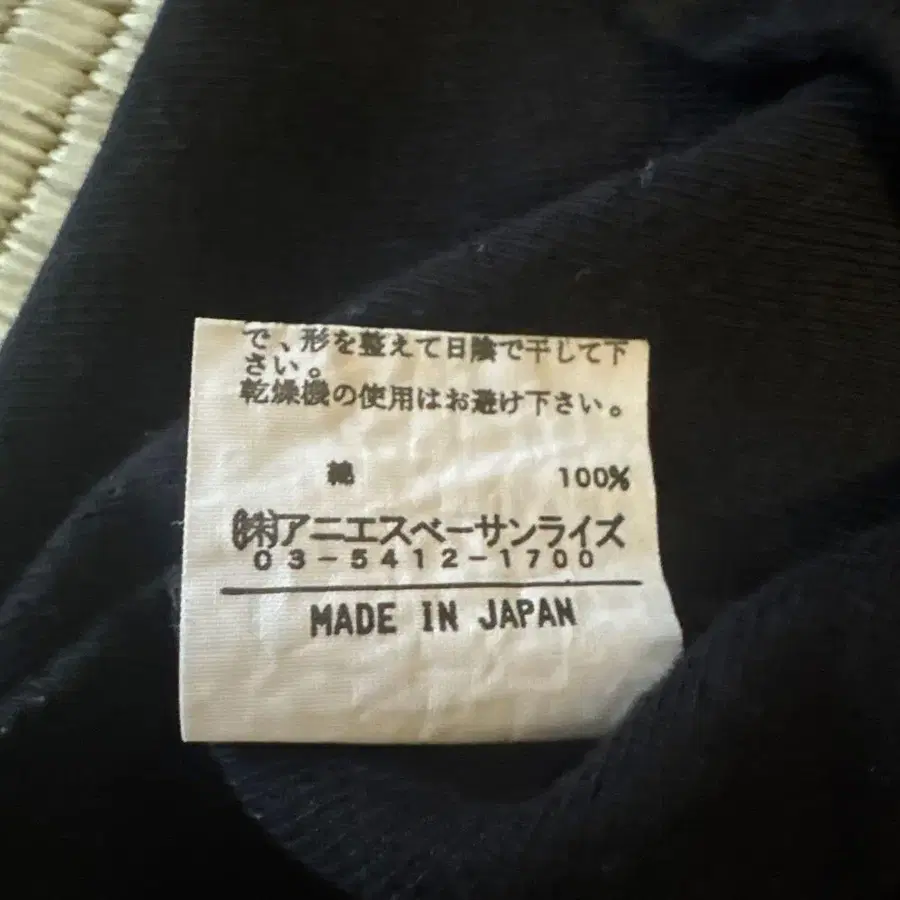 で、形を整えて日陰で干して下
さい。
乾燥機の使用はお避け下さい。
綿 100%
(株)アニエスベーサンライズ
03-5412-1700
MADE IN JAPAN